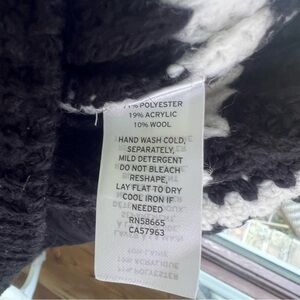 71% POLYESTER
19% ACRYLIC
10% WOOL
HAND WASH COLD,
SEPARATELY,
MILD DETERGENT
DO NOT BLEACH
RESHAPE,
LAY FLAT TO DRY
COOL IRON IF
NEEDED
RN58665
CA57963